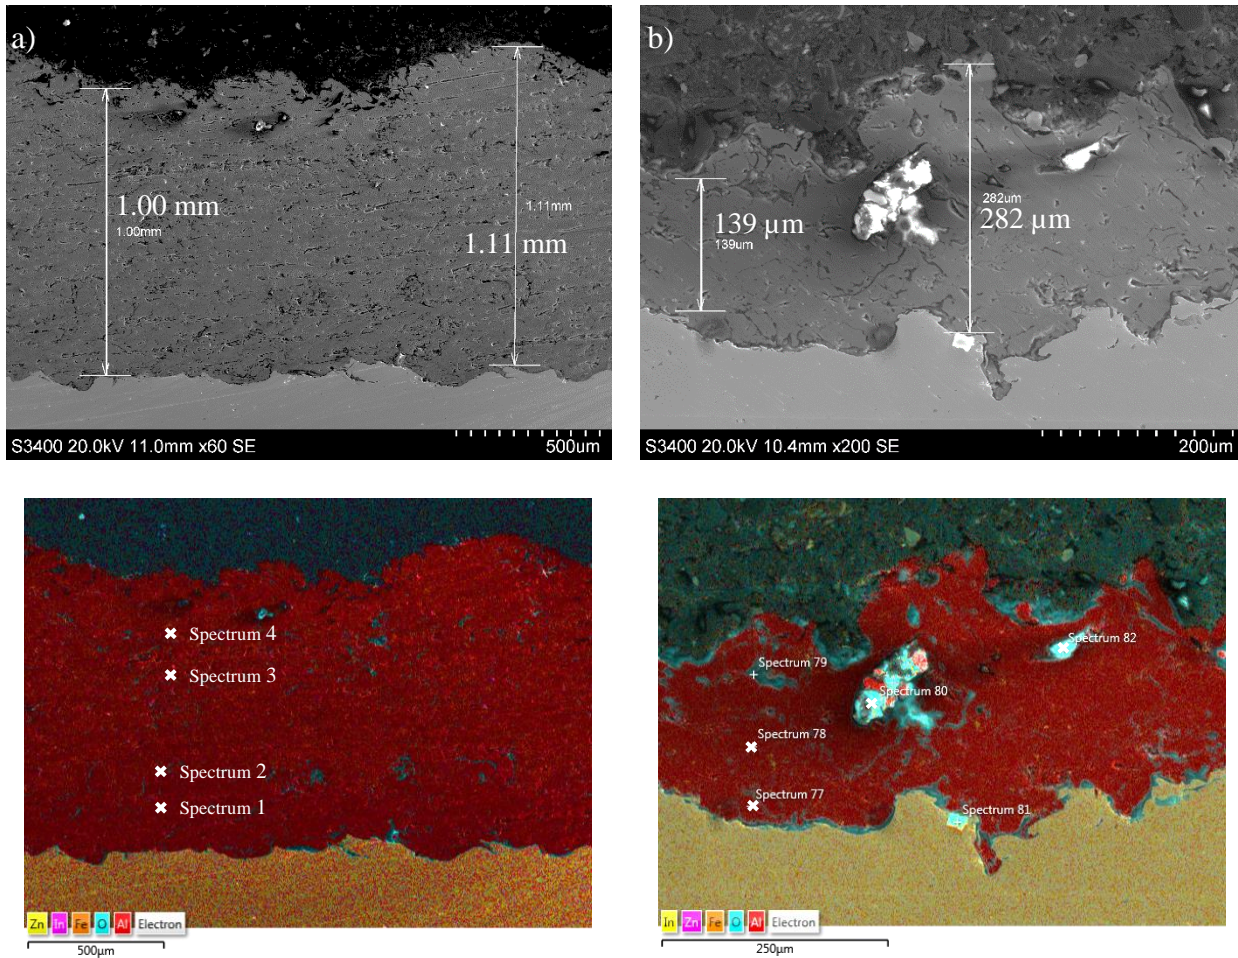 a)
1.00 mm
1.00mm
1.11mm
1.11 mm
S3400 20.0kV 11.0mm x60 SE 500um
b)
139 µm
139um
282um
282 µm
S3400 20.0kV 10.4mm x200 SE 200um
Spectrum 4
Spectrum 3
Spectrum 2
Spectrum 1
Zn In Fe O Al Electron
500µm
Spectrum 82
Spectrum 79
Spectrum 80
Spectrum 78
Spectrum 77
Spectrum 81
In Zn Fe O Al Electron
250µm